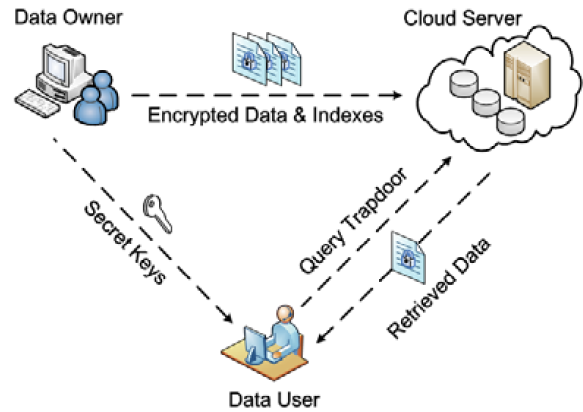 Data Owner
Cloud Server
Encrypted Data & Indexes
Secret Keys
Query Trapdoor
Retrieved Data
Data User